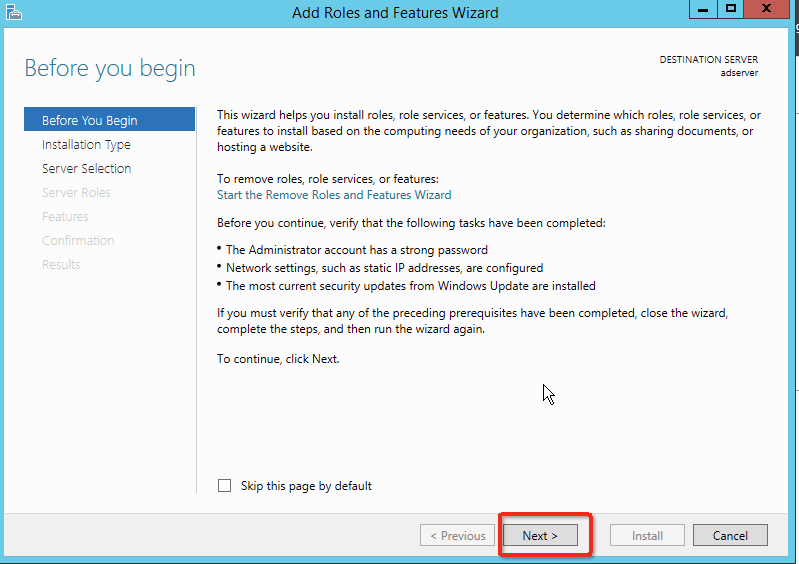 Add Roles and Features Wizard
Before you begin
DESTINATION SERVER
adserver
Before You Begin
Installation Type
Server Selection
Server Roles
Features
Confirmation
Results
This wizard helps you install roles, role services, or features. You determine which roles, role services, or
features to install based on the computing needs of your organization, such as sharing documents, or
hosting a website.
To remove roles, role services, or features:
Start the Remove Roles and Features Wizard
Before you continue, verify that the following tasks have been completed:
• The Administrator account has a strong password
• Network settings, such as static IP addresses, are configured
• The most current security updates from Windows Update are installed
If you must verify that any of the preceding prerequisites have been completed, close the wizard,
complete the steps, and then run the wizard again.
To continue, click Next.
Skip this page by default
< Previous
Next >
Install
Cancel